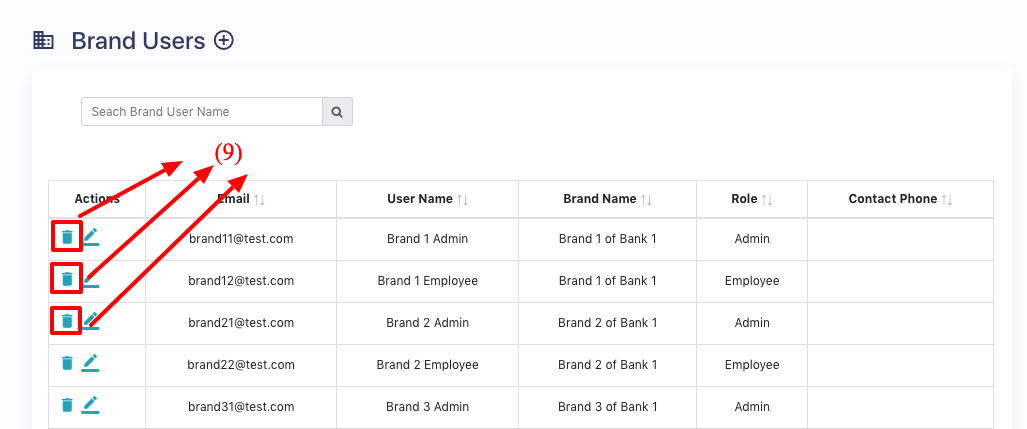 Brand Users
Seach Brand User Name
(9)
Actions Email User Name Brand Name Role Contact Phone
brand11@test.com Brand 1 Admin Brand 1 of Bank 1 Admin
brand12@test.com Brand 1 Employee Brand 1 of Bank 1 Employee
brand21@test.com Brand 2 Admin Brand 2 of Bank 1 Admin
brand22@test.com Brand 2 Employee Brand 2 of Bank 1 Employee
brand31@test.com Brand 3 Admin Brand 3 of Bank 1 Admin